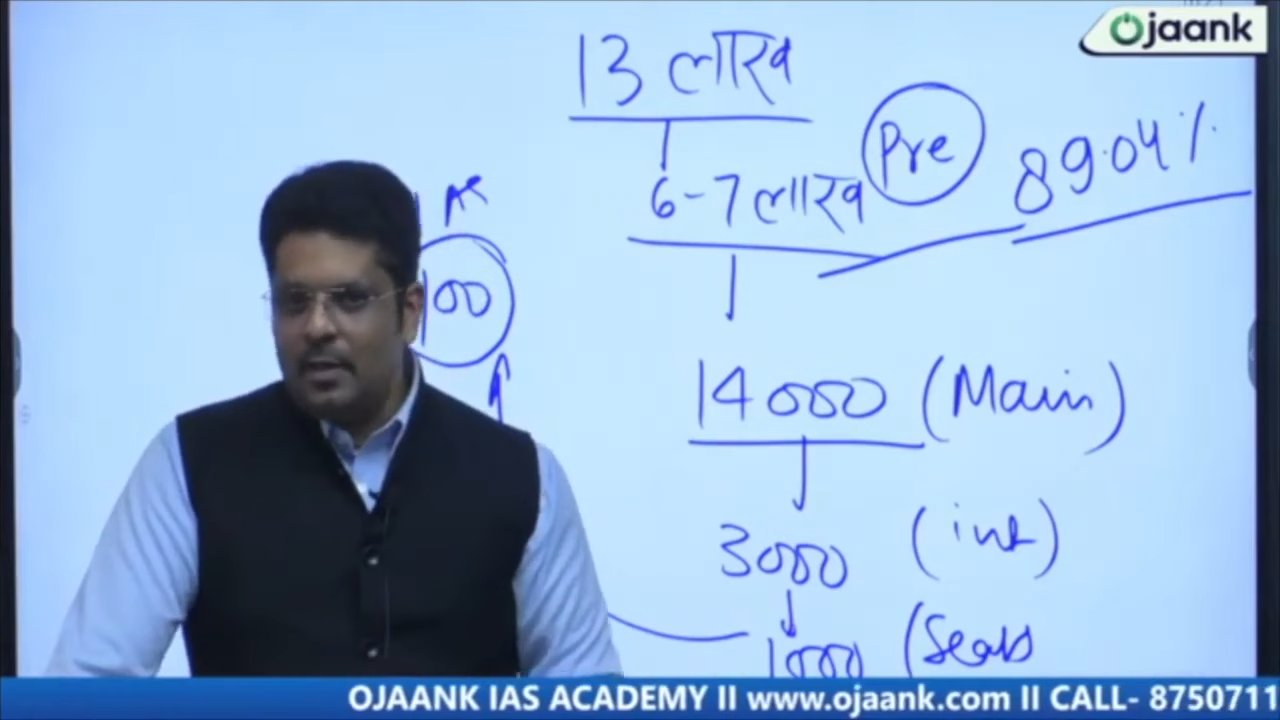 Ojaank
13 लाख
Pre 89.04%
6-7 लाख
100
14000 (Main)
3000 (int)
1000 (Seats
OJAANK IAS ACADEMY II www.ojaank.com II CALL- 8750711